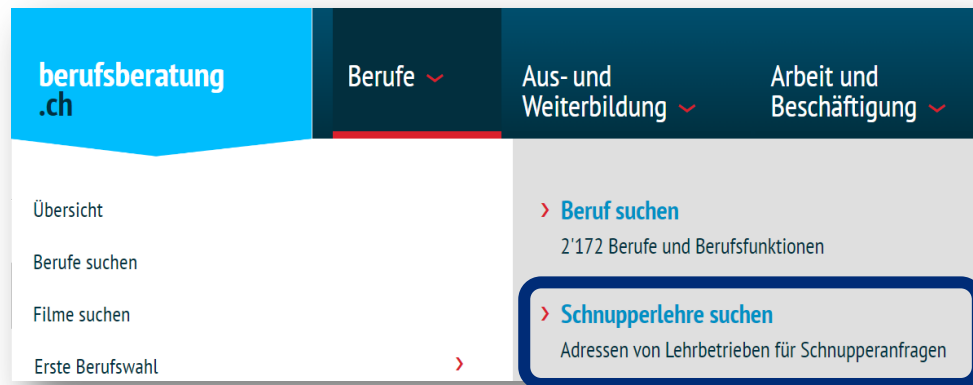 berufsberatung
.ch
Berufe
Aus- und
Weiterbildung
Arbeit und
Beschäftigung
Übersicht
Berufe suchen
Filme suchen
Erste Berufswahl
Beruf suchen
2'172 Berufe und Berufsfunktionen
Schnupperlehre suchen
Adressen von Lehrbetrieben für Schnupperanfragen